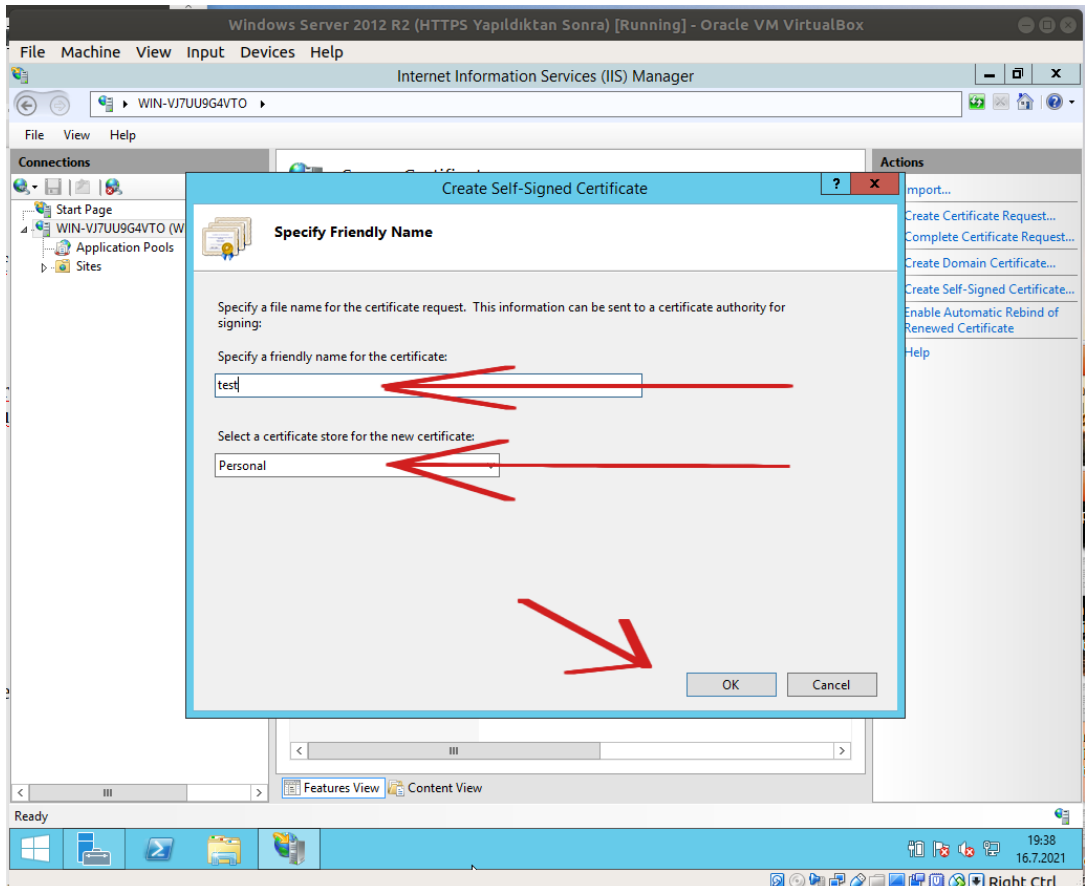 Windows Server 2012 R2 (HTTPS Yapıldıktan Sonra) [Running] - Oracle VM VirtualBox
File Machine View Input Devices Help
Internet Information Services (IIS) Manager
WIN-VJ7UU9G4VTO
File View Help
Connections
Start Page
WIN-VJ7UU9G4VTO (W
Application Pools
Sites
Create Self-Signed Certificate
Specify Friendly Name
Specify a file name for the certificate request. This information can be sent to a certificate authority for
signing:
Specify a friendly name for the certificate:
test
Select a certificate store for the new certificate:
Personal
OK Cancel
Actions
mport...
Create Certificate Request...
Complete Certificate Request...
Create Domain Certificate...
Create Self-Signed Certificate...
Enable Automatic Rebind of
Renewed Certificate
Help
Features View Content View
Ready
19:38
16.7.2021
Right Ctrl